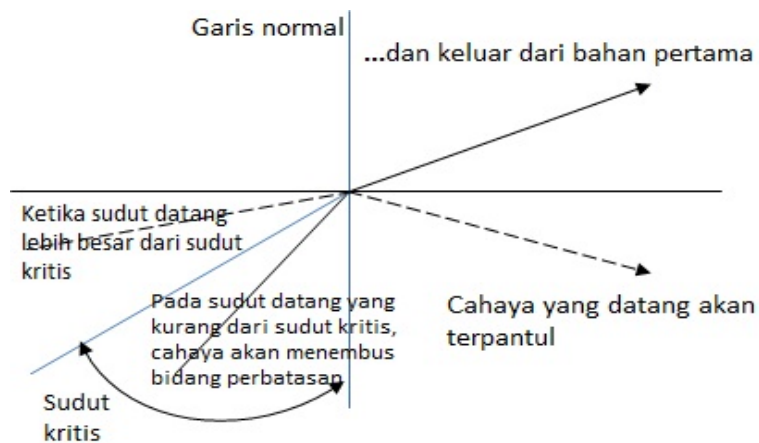 Garis normal
...dan keluar dari bahan pertama
Ketika sudut datang
lebih besar dari sudut
kritis
Pada sudut datang yang
kurang dari sudut kritis,
cahaya akan menembus
bidang perbatasan
Cahaya yang datang akan
terpantul
Sudut
kritis